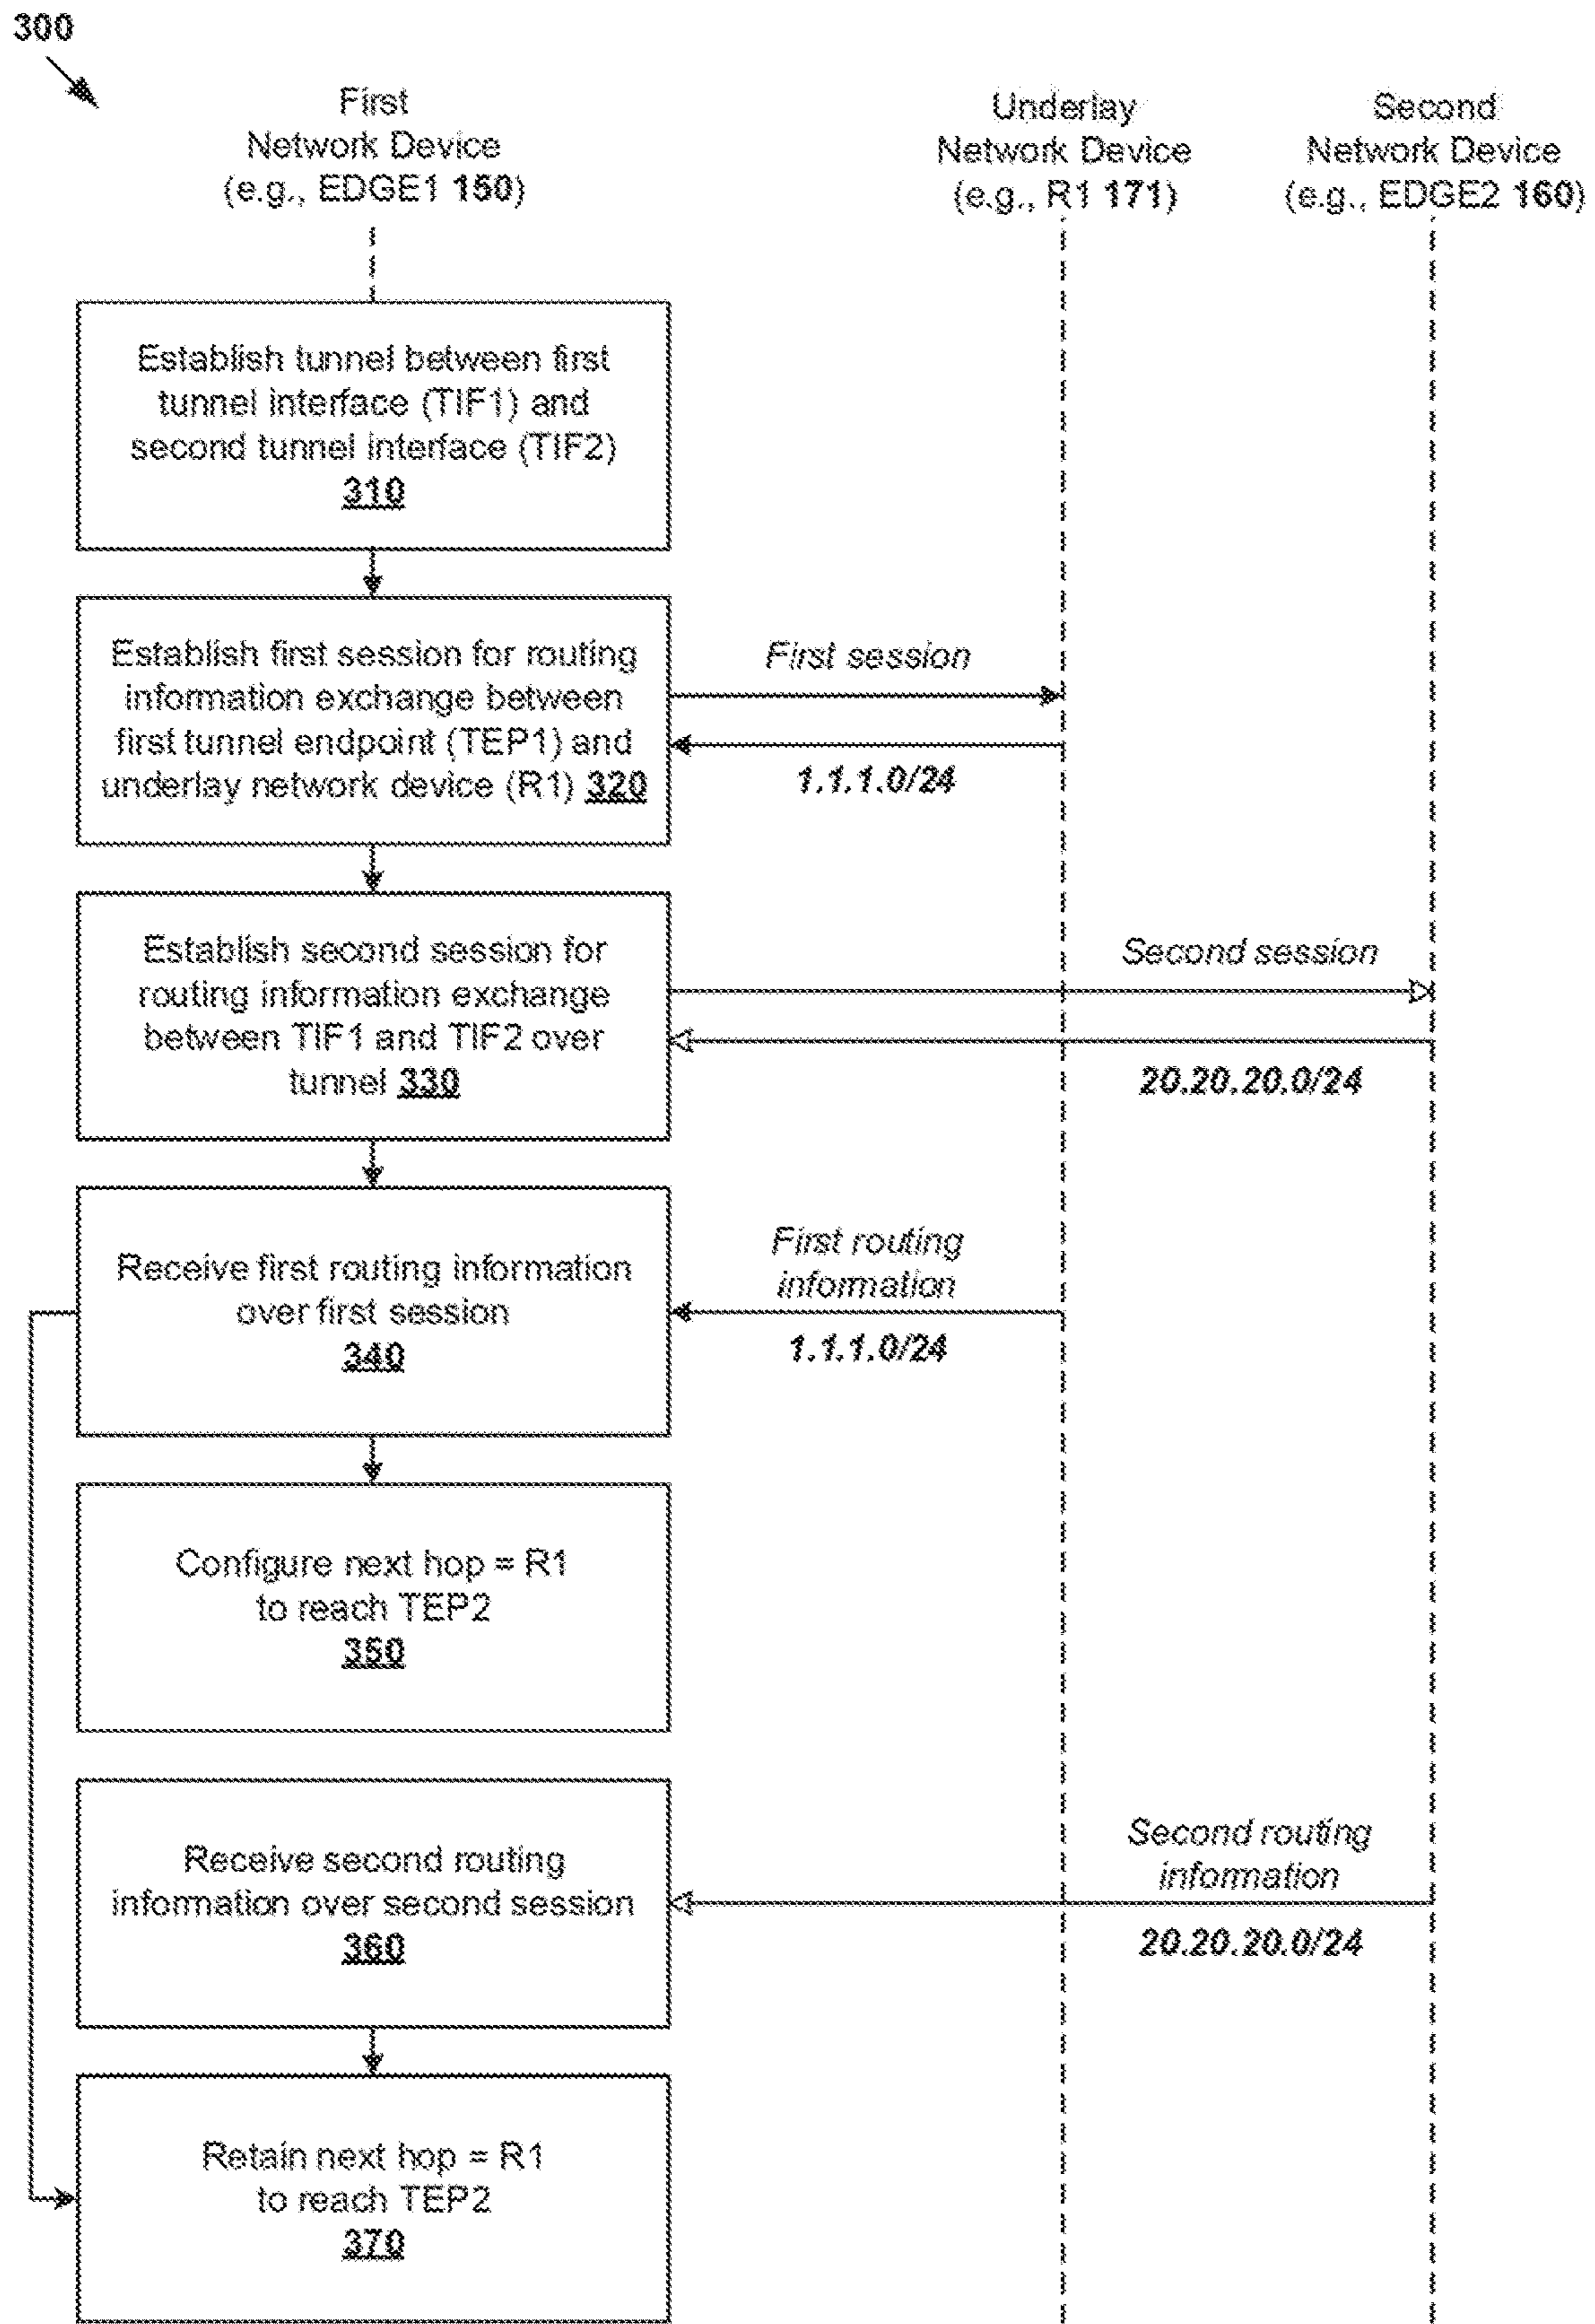 300
First
Network Device
(e.g., EDGE1 150)
Underlay
Network Device
(e.g., R1 171)
Second
Network Device
(e.g., EDGE2 160)
Establish tunnel between first
tunnel interface (TIF1) and
second tunnel interface (TIF2)
310
Establish first session for routing
information exchange between
first tunnel endpoint (TEP1) and
underlay network device (R1) 320
First session
1.1.1.0/24
Establish second session for
routing information exchange
between TIF1 and TIF2 over
tunnel 330
Second session
20.20.20.0/24
Receive first routing information
over first session
340
First routing
information
1.1.1.0/24
Configure next hop = R1
to reach TEP2
350
Receive second routing
information over second session
360
Second routing
information
20.20.20.0/24
Retain next hop = R1
to reach TEP2
370